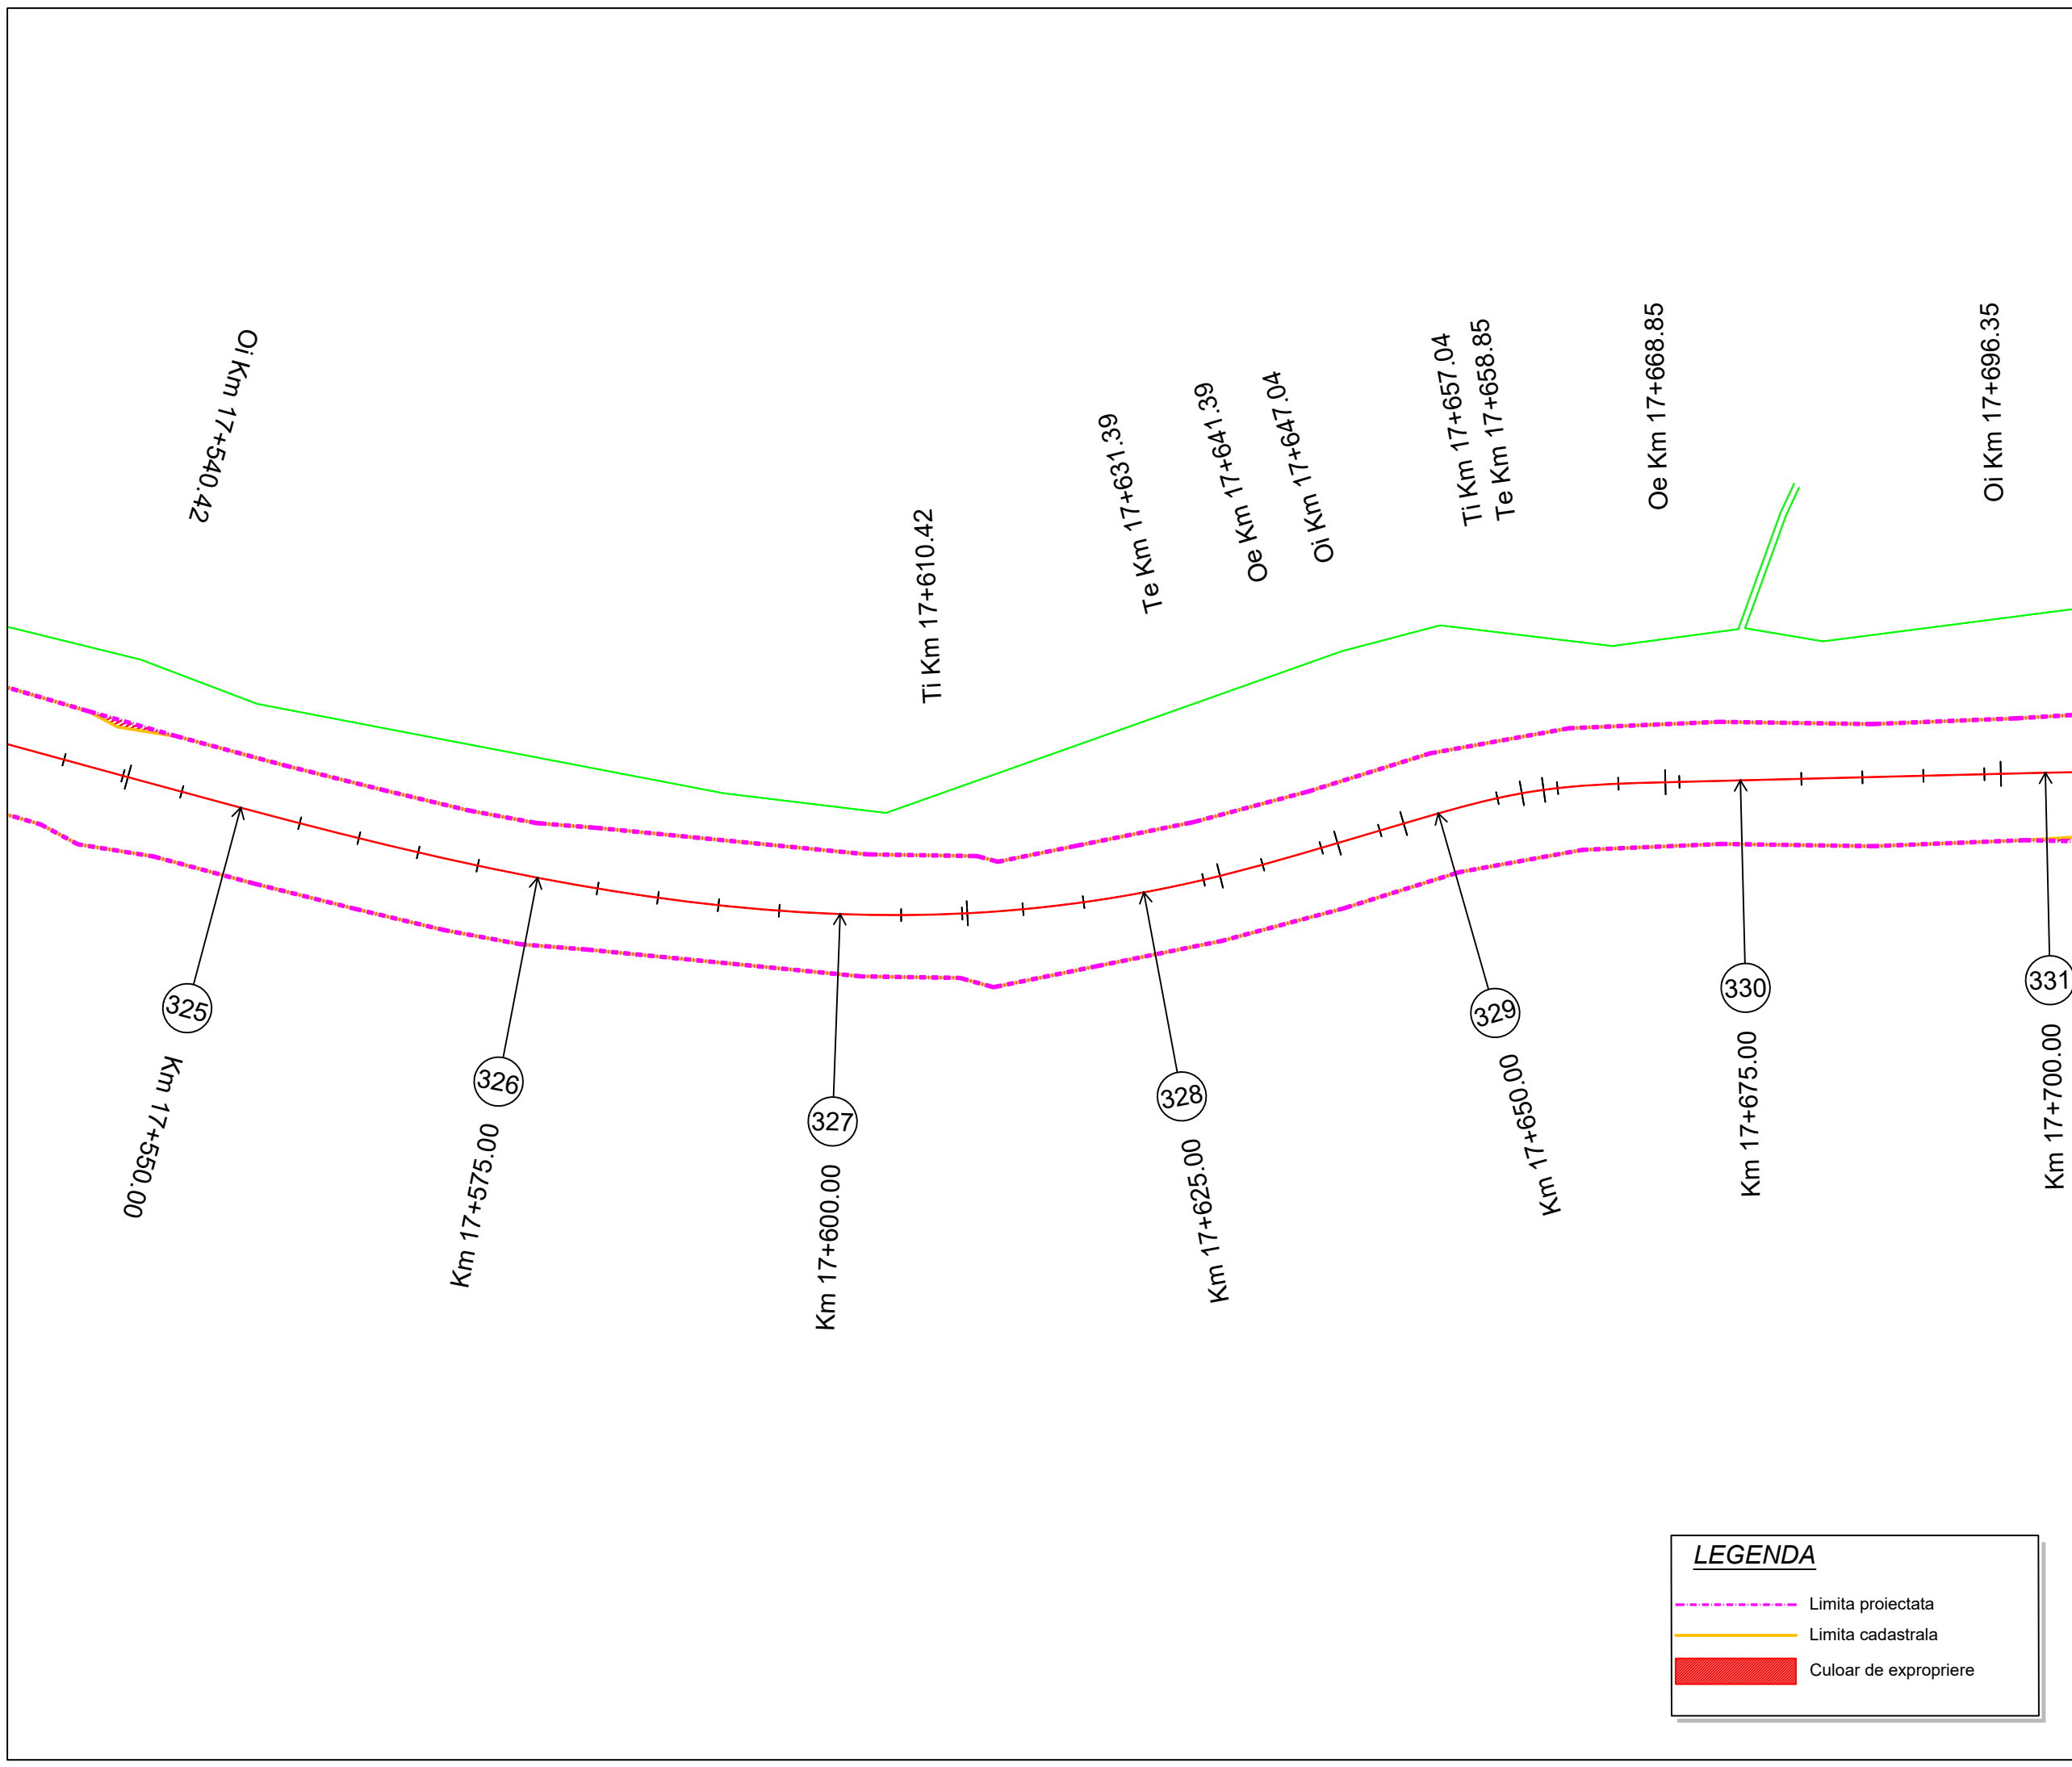 Oi Km 17+540.42
Ti Km 17+610.42
Te Km 17+631.39
Oe Km 17+641.39
Oi Km 17+647.04
Ti Km 17+657.04
Te Km 17+658.85
Oe Km 17+668.85
Oi Km 17+696.35
325
Km 17+550.00
326
Km 17+575.00
327
Km 17+600.00
328
Km 17+625.00
329
Km 17+650.00
330
Km 17+675.00
331
Km 17+700.00
LEGENDA
Limita proiectata
Limita cadastrala
Culoar de expropriere